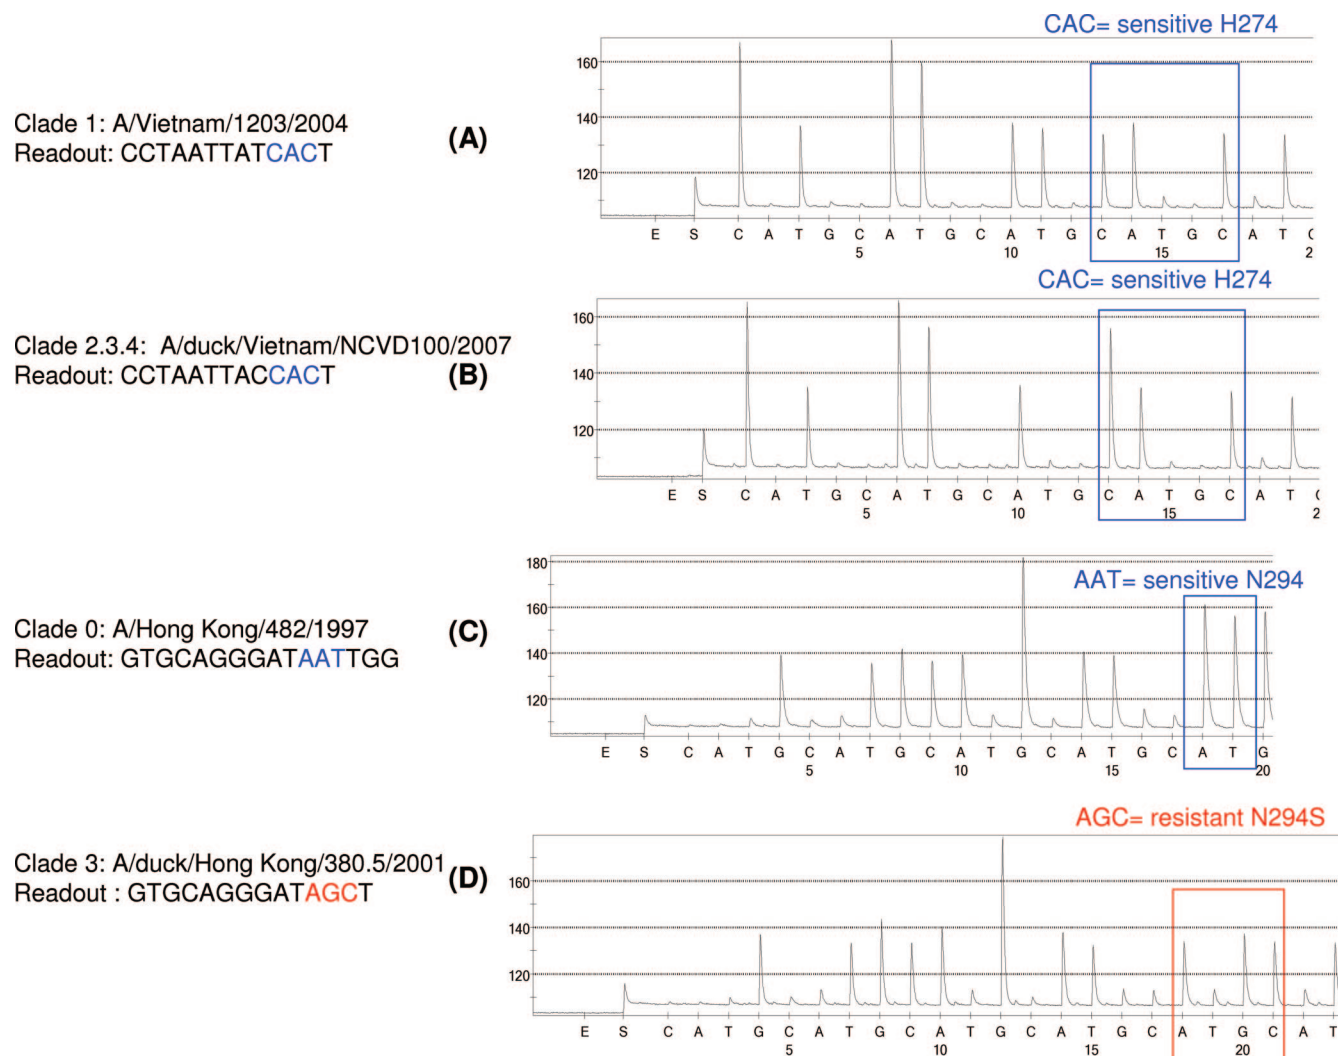 CAC= sensitive H274
Clade 1: A/Vietnam/1203/2004
Readout: CCTAATTATCACT
(A)
160
140
120
E S C A T G C A T G C A T G C A T G C A T
5 10 15 2
CAC= sensitive H274
Clade 2.3.4: A/duck/Vietnam/NCVD100/2007
Readout: CCTAATTACCACT
(B)
160
140
120
E S C A T G C A T G C A T G C A T G C A T
5 10 15 2
AAT= sensitive N294
Clade 0: A/Hong Kong/482/1997
Readout: GTGCAGGGATAATTGG
(C)
180
160
140
120
E S C A T G C A T G C A T G C A T G C A T G
5 10 15 20
AGC= resistant N294S
Clade 3: A/duck/Hong Kong/380.5/2001
Readout : GTGCAGGGATAGCT
(D)
160
140
120
E S C A T G C A T G C A T G C A T G C A T G C A T
5 10 15 20